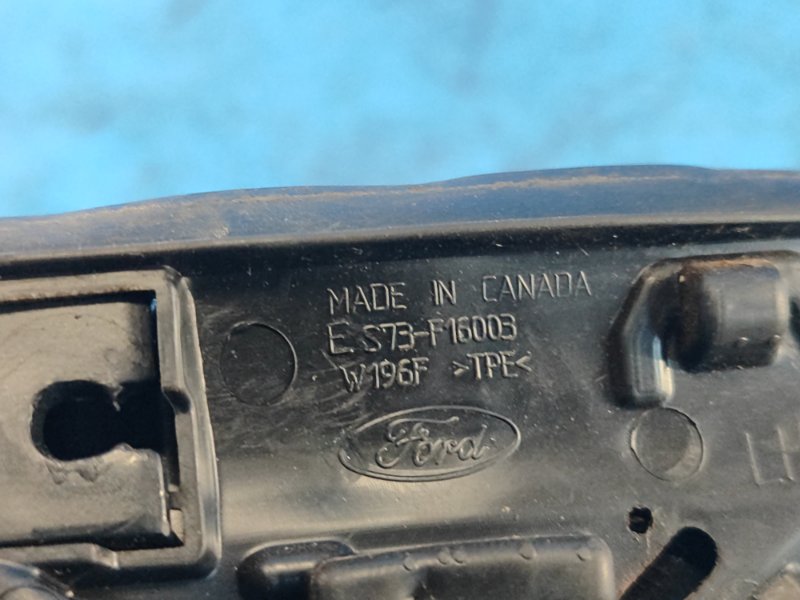 MADE IN CANADA
ES73-F16003
W196F >TPE<
Ford